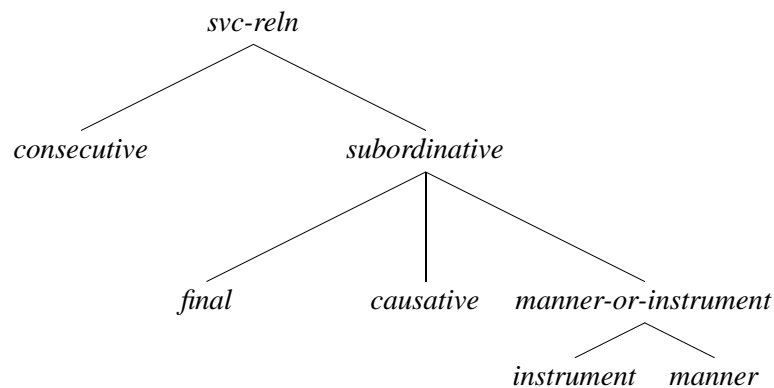 svc-reln
consecutive subordinative
final causative manner-or-instrument
instrument manner